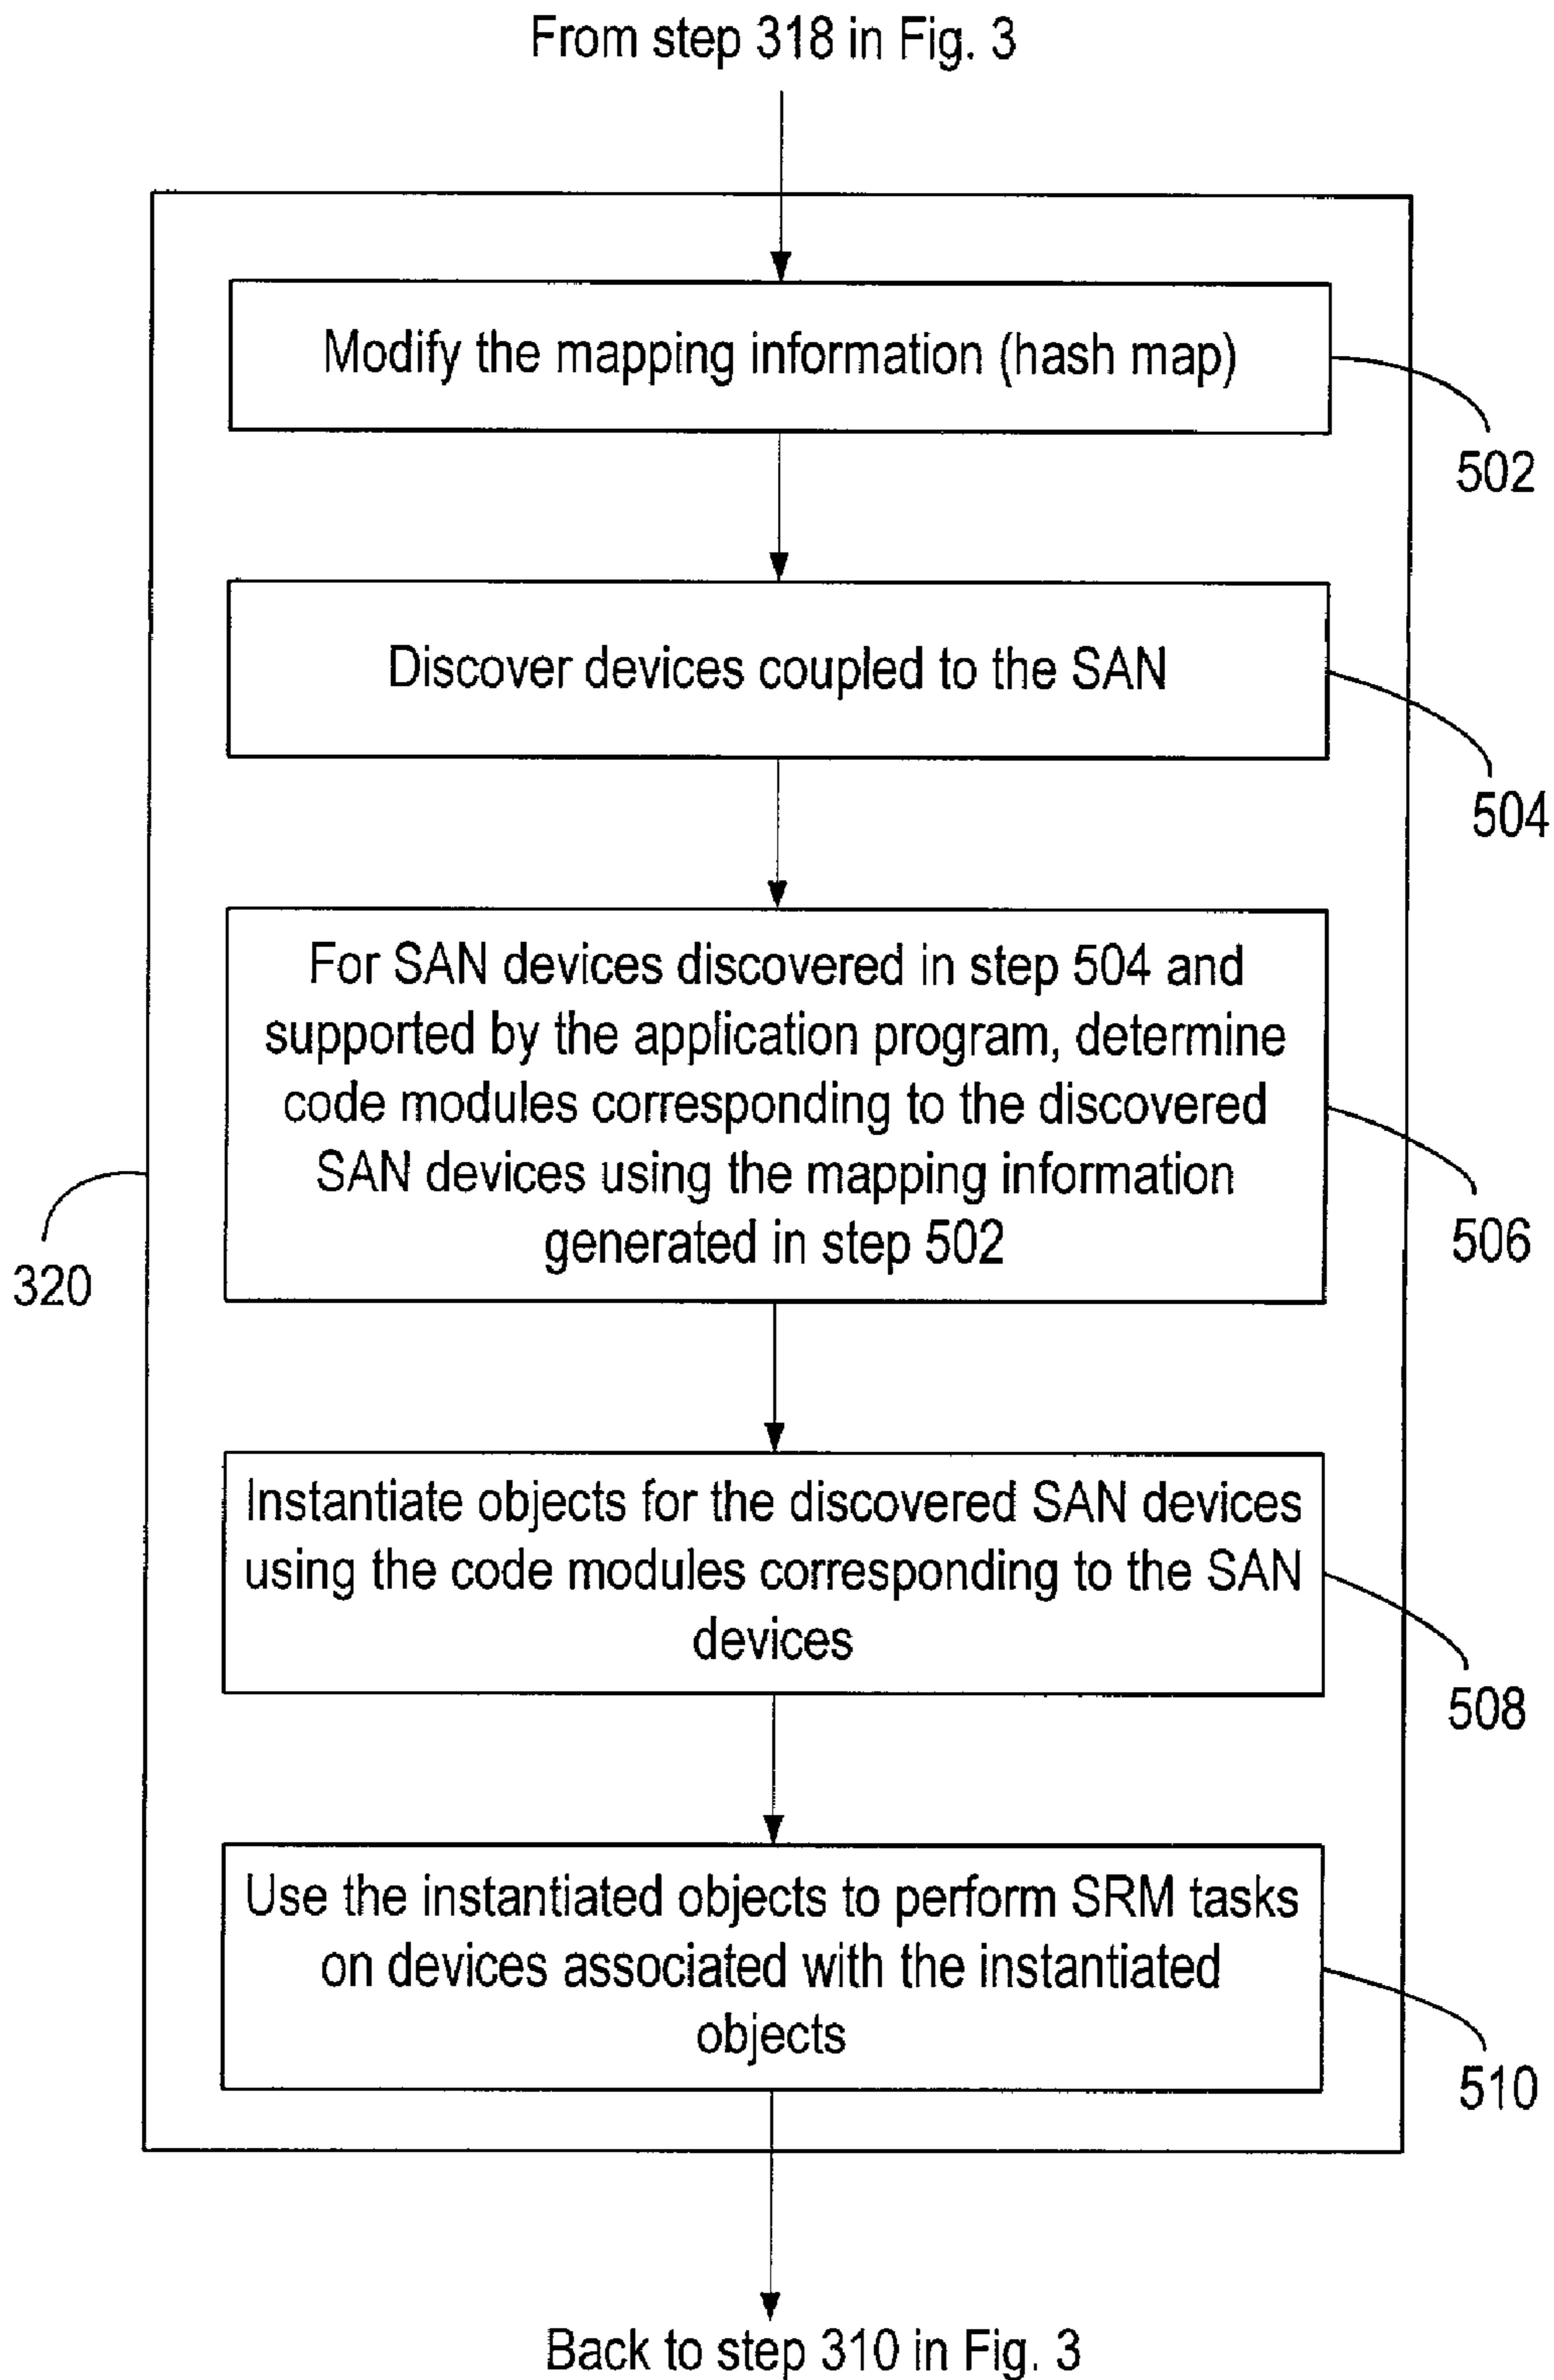 From step 318 in Fig. 3
Modify the mapping information (hash map)
502
Discover devices coupled to the SAN
504
For SAN devices discovered in step 504 and
supported by the application program, determine
code modules corresponding to the discovered
SAN devices using the mapping information
generated in step 502
506
320
Instantiate objects for the discovered SAN devices
using the code modules corresponding to the SAN
devices
508
Use the instantiated objects to perform SRM tasks
on devices associated with the instantiated
objects
510
Back to step 310 in Fig. 3